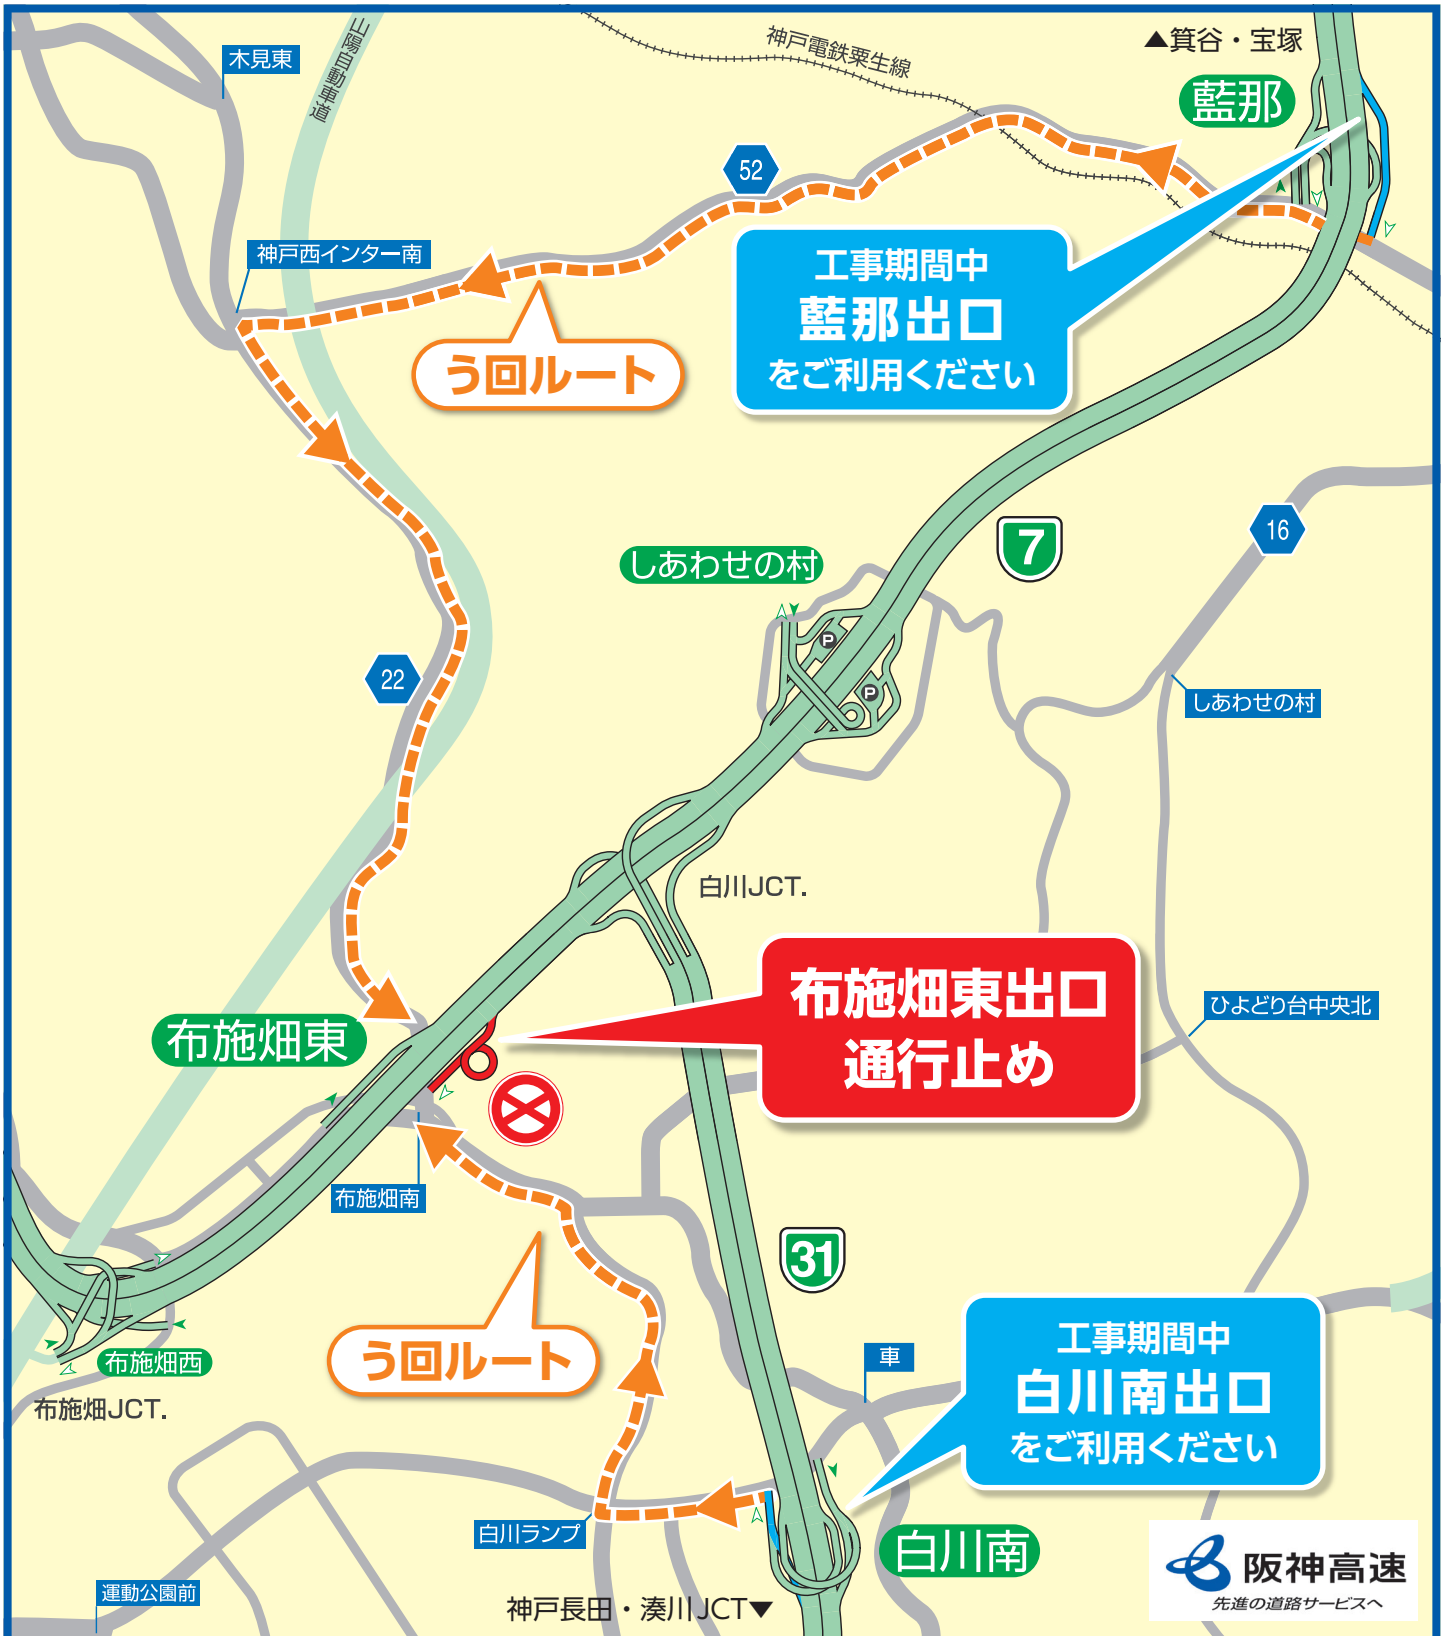 ▲箕谷・宝塚
木見東
山陽自動車道
神戸電鉄粟生線
藍那
52
神戸西インター南
工事期間中
藍那出口
をご利用ください
う回ルート
7
16
しあわせの村
P
P
22
しあわせの村
白川JCT.
布施畑東出口
通行止め
ひよどり台中央北
布施畑東
布施畑南
31
う回ルート
工事期間中
白川南出口
をご利用ください
車
布施畑西
布施畑JCT.
白川ランプ
白川南
運動公園前
神戸長田・湊川JCT▼
阪神高速
先進の道路サービスへ